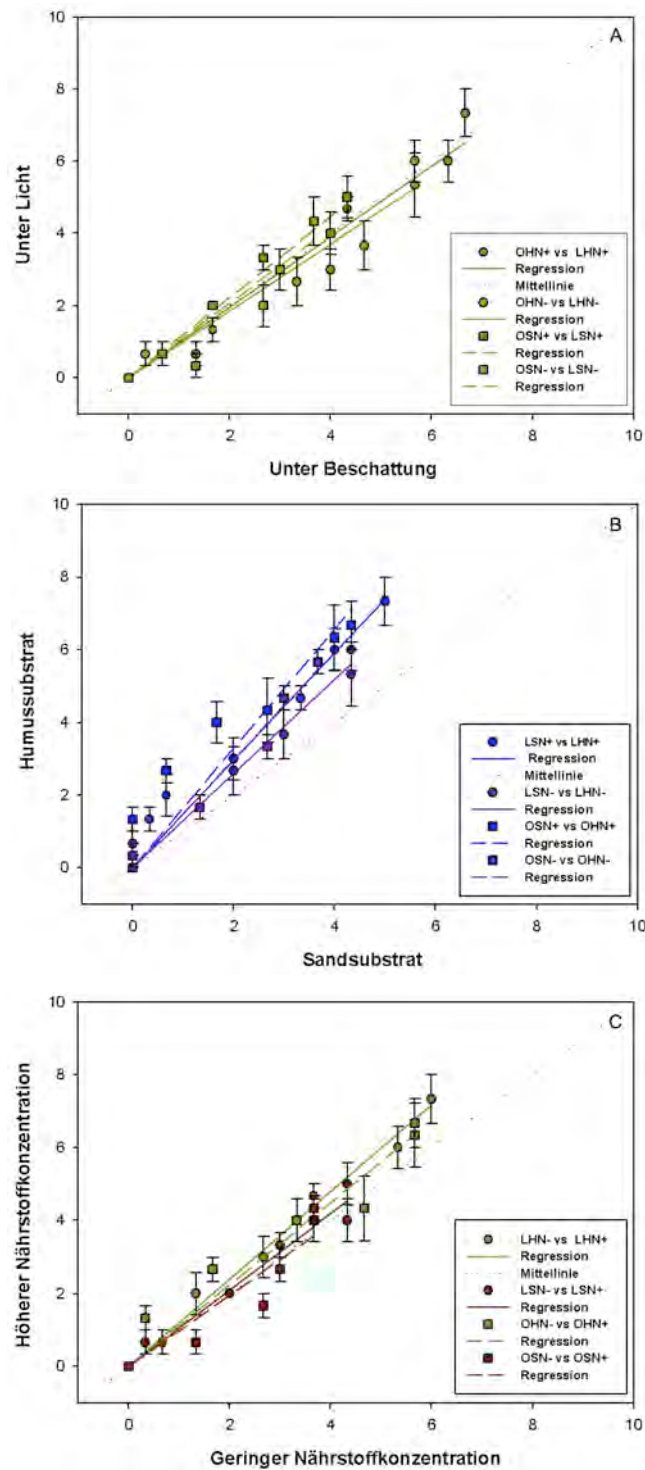 10
A
8
6
4
2
0
Unter Licht
OHN+ vs LHN+
Regression
Mittellinie
OHN- vs LHN-
Regression
OSN+ vs LSN+
Regression
OSN- vs LSN-
Regression
0 2 4 6 8 10
Unter Beschattung
10
B
8
6
4
2
0
Humussubstrat
LSN+ vs LHN+
Regression
Mittellinie
LSN- vs LHN-
Regression
OSN+ vs OHN+
Regression
OSN- vs OHN-
Regression
0 2 4 6 8 10
Sandsubstrat
10
C
8
6
4
2
0
Höherer Nährstoffkonzentration
LHN- vs LHN+
Regression
Mittellinie
LSN- vs LSN+
Regression
OHN- vs OHN+
Regression
OSN- vs OSN+
Regression
0 2 4 6 8 10
Geringer Nährstoffkonzentration